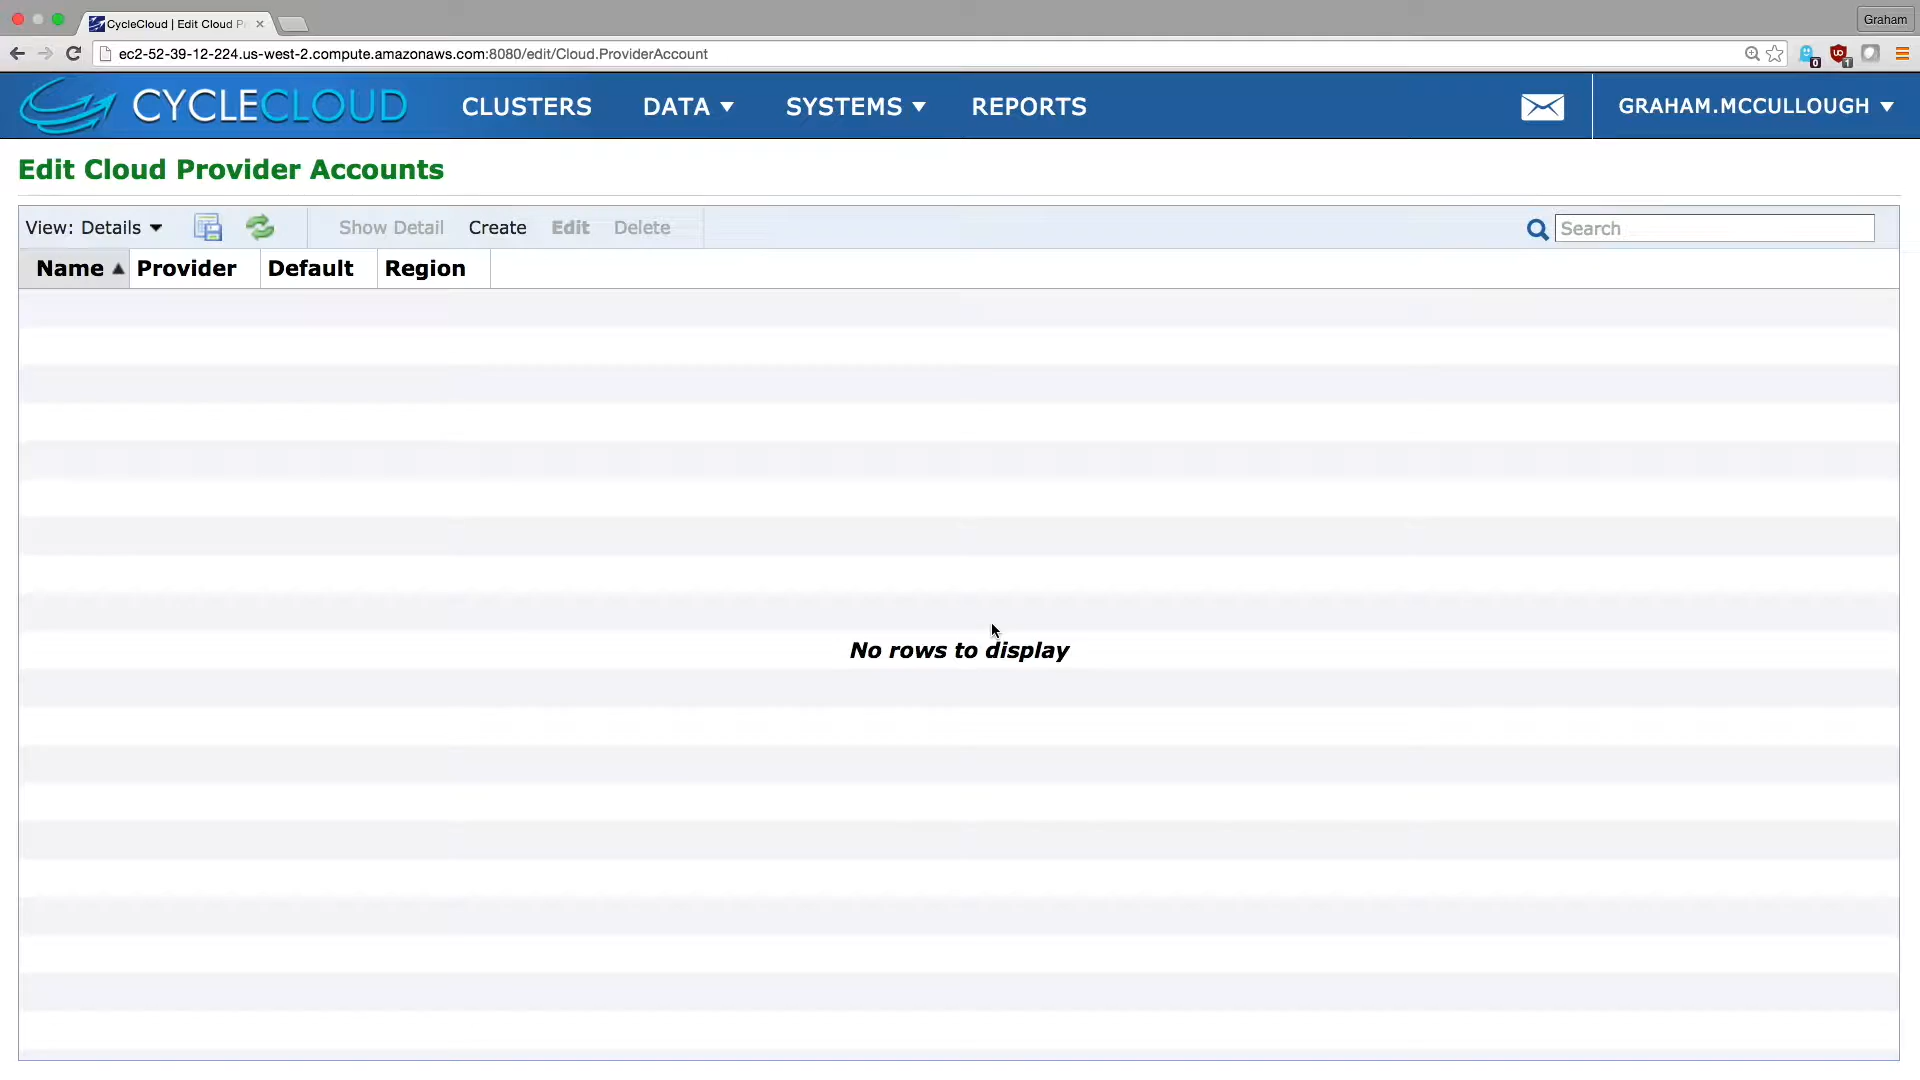 CycleCloud | Edit Cloud P
Graham
ec2-52-39-12-224.us-west-2.compute.amazonaws.com:8080/edit/Cloud.ProviderAccount
0
1
CYCLECLOUD CLUSTERS DATA SYSTEMS REPORTS GRAHAM.MCCULLOUGH
Edit Cloud Provider Accounts
View: Details Show Detail Create Edit Delete Search
Name Provider Default Region
No rows to display